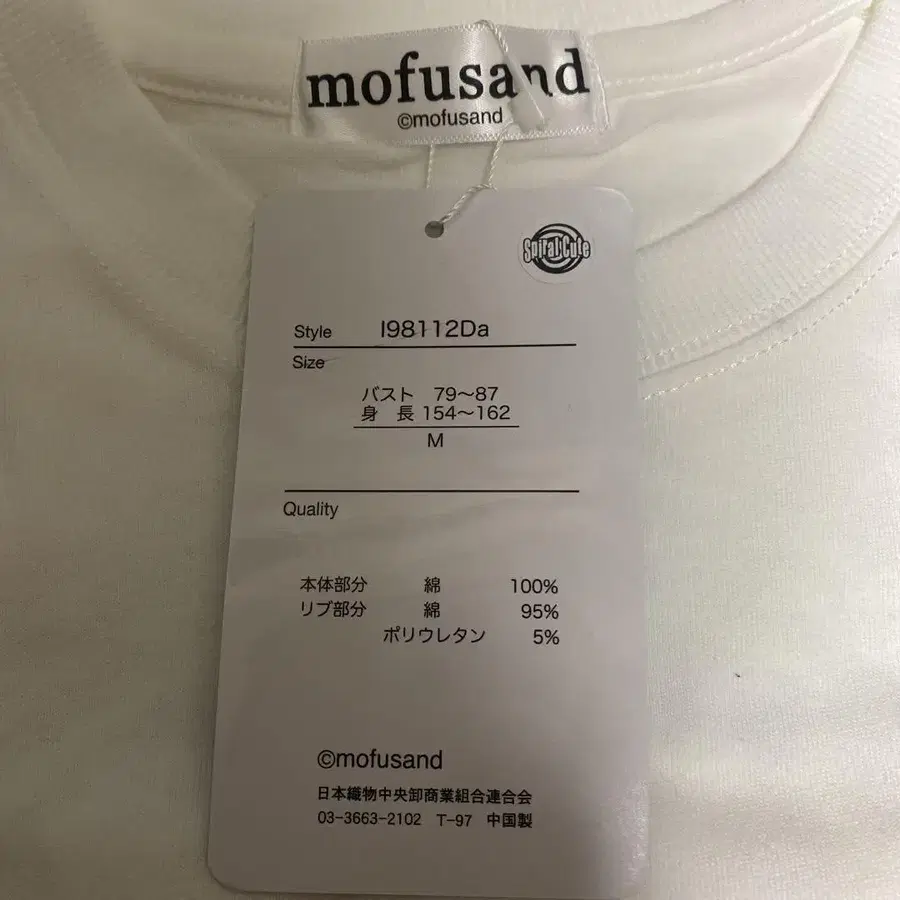 mofusand
©mofusand
Spiral Cute
Style I98112Da
Size
バスト 79～87
身 長 154～162
M
Quality
本体部分 綿 100%
リブ部分 綿 95%
ポリウレタン 5%
©mofusand
日本織物中央卸商業組合連合会
03-3663-2102 T-97 中国製